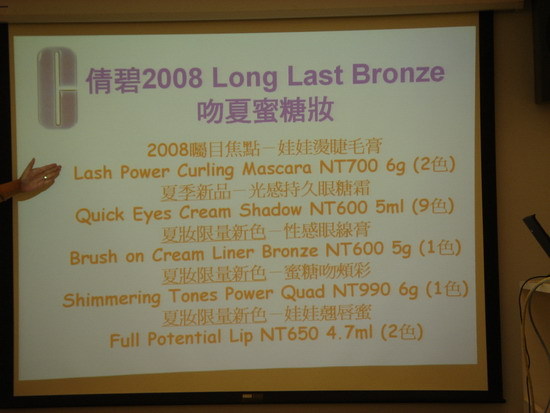 倩碧2008 Long Last Bronze
吻夏蜜糖妝
2008矚目焦點－娃娃燙睫毛膏
Lash Power Curling Mascara NT700 6g (2色)
夏季新品－光感持久眼糖霜
Quick Eyes Cream Shadow NT600 5ml (9色)
夏妝限量新色－性感眼線膏
Brush on Cream Liner Bronze NT600 5g (1色)
夏妝限量新色－蜜糖吻頰彩
Shimmering Tones Power Quad NT990 6g (1色)
夏妝限量新色－娃娃翹唇蜜
Full Potential Lip NT650 4.7ml (2色)